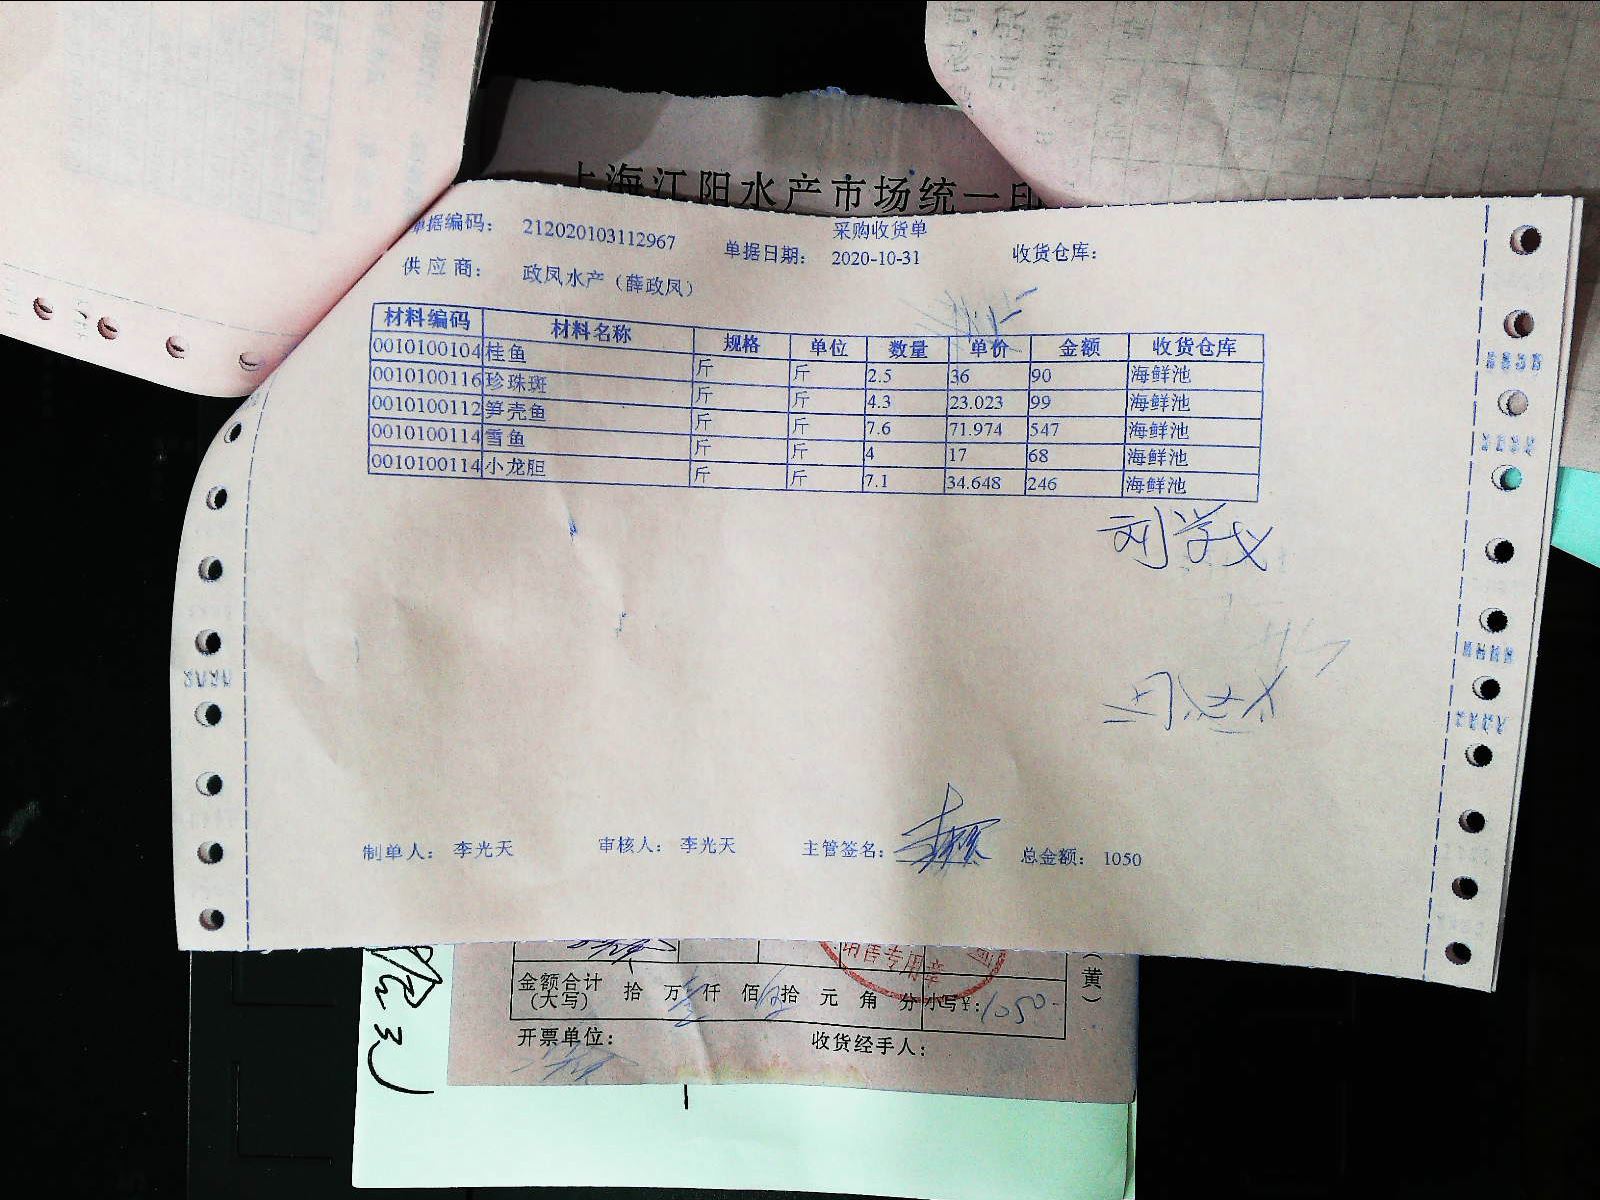 上海江阳水产市场统一印
采购收货单
单据编码： 212020103112967 单据日期： 2020-10-31 收货仓库：
供应商： 政凤水产（薛政凤）
材料编码 材料名称 规格 单位 数量 单价 金额 收货仓库
0010100104 桂鱼 斤 斤 2.5 36 90 海鲜池
0010100116 珍珠斑 斤 斤 4.3 23.023 99 海鲜池
0010100112 笋壳鱼 斤 斤 7.6 71.974 547 海鲜池
0010100114 雪鱼 斤 斤 4 17 68 海鲜池
0010100114 小龙胆 斤 斤 7.1 34.648 246 海鲜池
制单人： 李光天 审核人： 李光天 主管签名： 总金额： 1050
销售专用章
（黄）
金额合计（大写） 拾 万 仟 佰 拾 元 角 分 小写¥：1050
开票单位： 收货经手人：